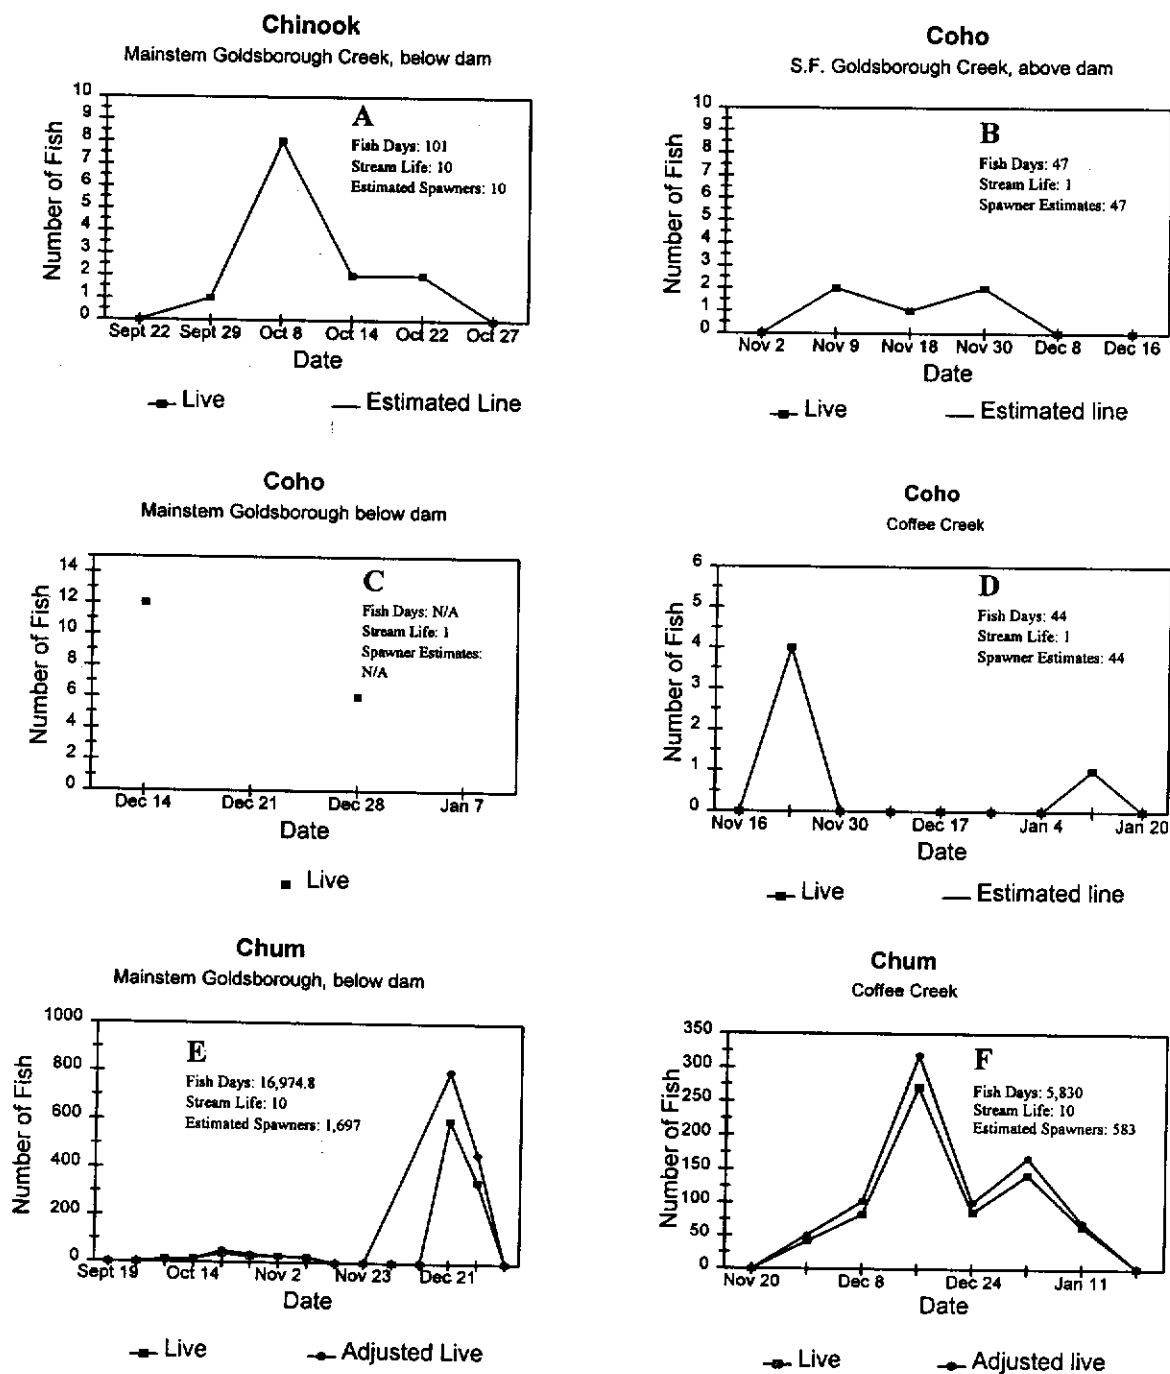 Chinook
Mainstem Goldsborough Creek, below dam
Number of Fish
10
9
8
7
6
5
4
3
2
1
0
A
Fish Days: 101
Stream Life: 10
Estimated Spawners: 10
Sept 22 Sept 29 Oct 8 Oct 14 Oct 22 Oct 27
Date
Live Estimated Line
Coho
S.F. Goldsborough Creek, above dam
Number of Fish
10
9
8
7
6
5
4
3
2
1
0
B
Fish Days: 47
Stream Life: 1
Spawner Estimates: 47
Nov 2 Nov 9 Nov 18 Nov 30 Dec 8 Dec 16
Date
Live Estimated line
Coho
Mainstem Goldsborough below dam
Number of Fish
14
12
10
8
6
4
2
0
C
Fish Days: N/A
Stream Life: 1
Spawner Estimates:
N/A
Dec 14 Dec 21 Dec 28 Jan 7
Date
Live
Coho
Coffee Creek
Number of Fish
6
5
4
3
2
1
0
D
Fish Days: 44
Stream Life: 1
Spawner Estimates: 44
Nov 16 Nov 30 Dec 17 Jan 4 Jan 20
Date
Live Estimated line
Chum
Mainstem Goldsborough, below dam
Number of Fish
1000
800
600
400
200
0
E
Fish Days: 16,974.8
Stream Life: 10
Estimated Spawners: 1,697
Sept 19 Oct 14 Nov 2 Nov 23 Dec 21
Date
Live Adjusted Live
Chum
Coffee Creek
Number of Fish
350
300
250
200
150
100
50
0
F
Fish Days: 5,830
Stream Life: 10
Estimated Spawners: 583
Nov 20 Dec 8 Dec 24 Jan 11
Date
Live Adjusted live